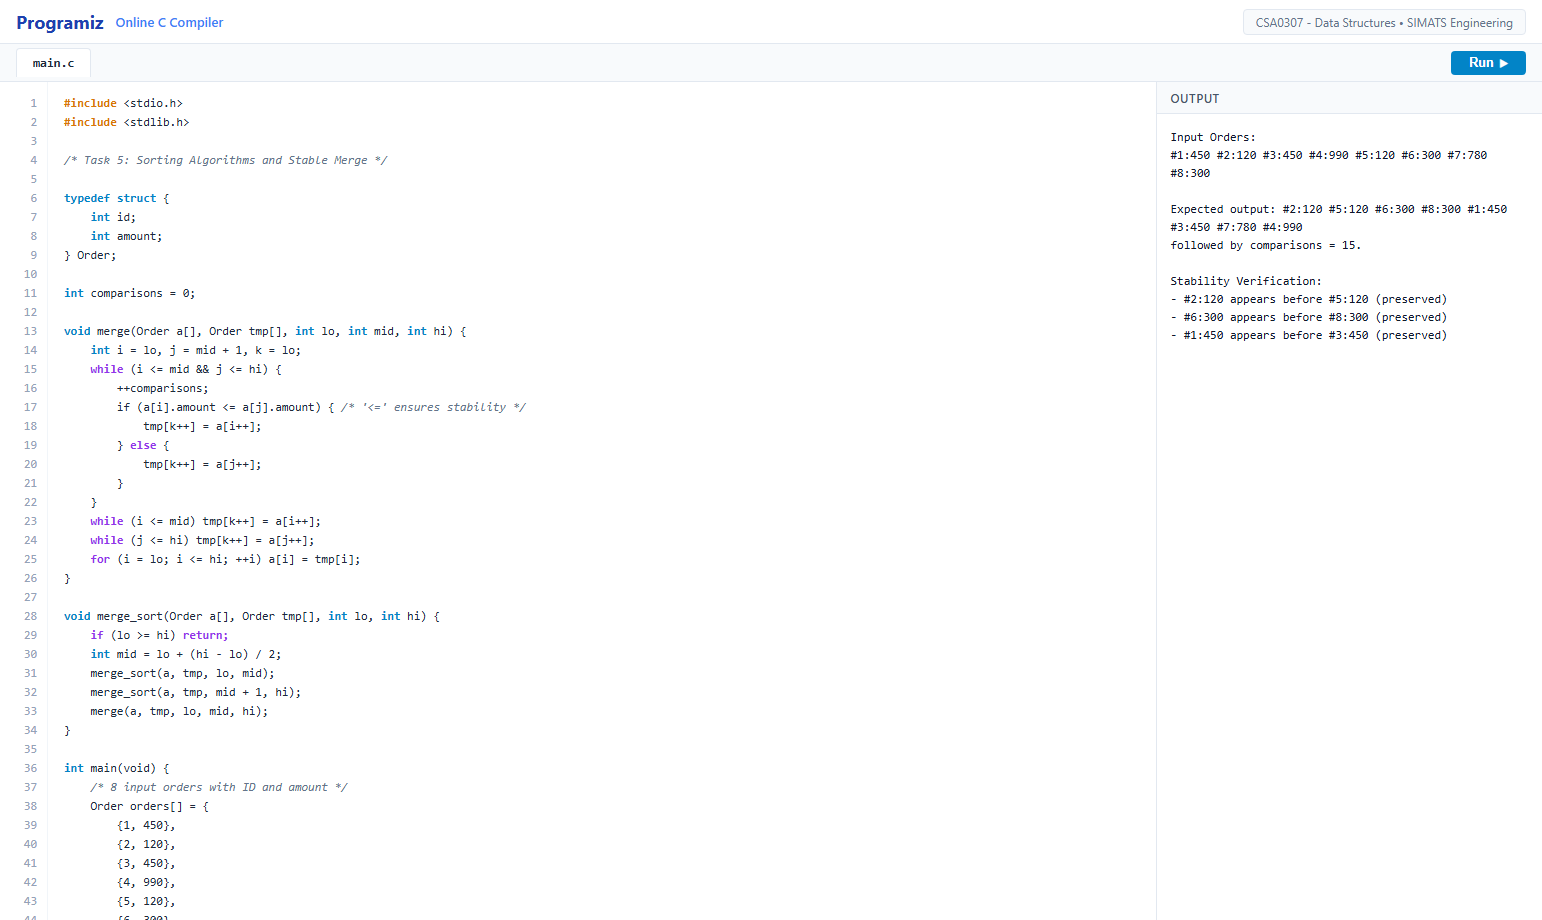 Programiz Online C Compiler
CSA0307 - Data Structures • SIMATS Engineering
main.c
Run ▶
1 #include <stdio.h>
2 #include <stdlib.h>
3
4 /* Task 5: Sorting Algorithms and Stable Merge */
5
6 typedef struct {
7     int id;
8     int amount;
9 } Order;
10
11 int comparisons = 0;
12
13 void merge(Order a[], Order tmp[], int lo, int mid, int hi) {
14     int i = lo, j = mid + 1, k = lo;
15     while (i <= mid && j <= hi) {
16         ++comparisons;
17         if (a[i].amount <= a[j].amount) { /* '<=' ensures stability */
18             tmp[k++] = a[i++];
19         } else {
20             tmp[k++] = a[j++];
21         }
22     }
23     while (i <= mid) tmp[k++] = a[i++];
24     while (j <= hi) tmp[k++] = a[j++];
25     for (i = lo; i <= hi; ++i) a[i] = tmp[i];
26 }
27
28 void merge_sort(Order a[], Order tmp[], int lo, int hi) {
29     if (lo >= hi) return;
30     int mid = lo + (hi - lo) / 2;
31     merge_sort(a, tmp, lo, mid);
32     merge_sort(a, tmp, mid + 1, hi);
33     merge(a, tmp, lo, mid, hi);
34 }
35
36 int main(void) {
37     /* 8 input orders with ID and amount */
38     Order orders[] = {
39         {1, 450},
40         {2, 120},
41         {3, 450},
42         {4, 990},
43         {5, 120},
44         {6, 300},
OUTPUT
Input Orders:
#1:450 #2:120 #3:450 #4:990 #5:120 #6:300 #7:780
#8:300
Expected output: #2:120 #5:120 #6:300 #8:300 #1:450
#3:450 #7:780 #4:990
followed by comparisons = 15.
Stability Verification:
- #2:120 appears before #5:120 (preserved)
- #6:300 appears before #8:300 (preserved)
- #1:450 appears before #3:450 (preserved)